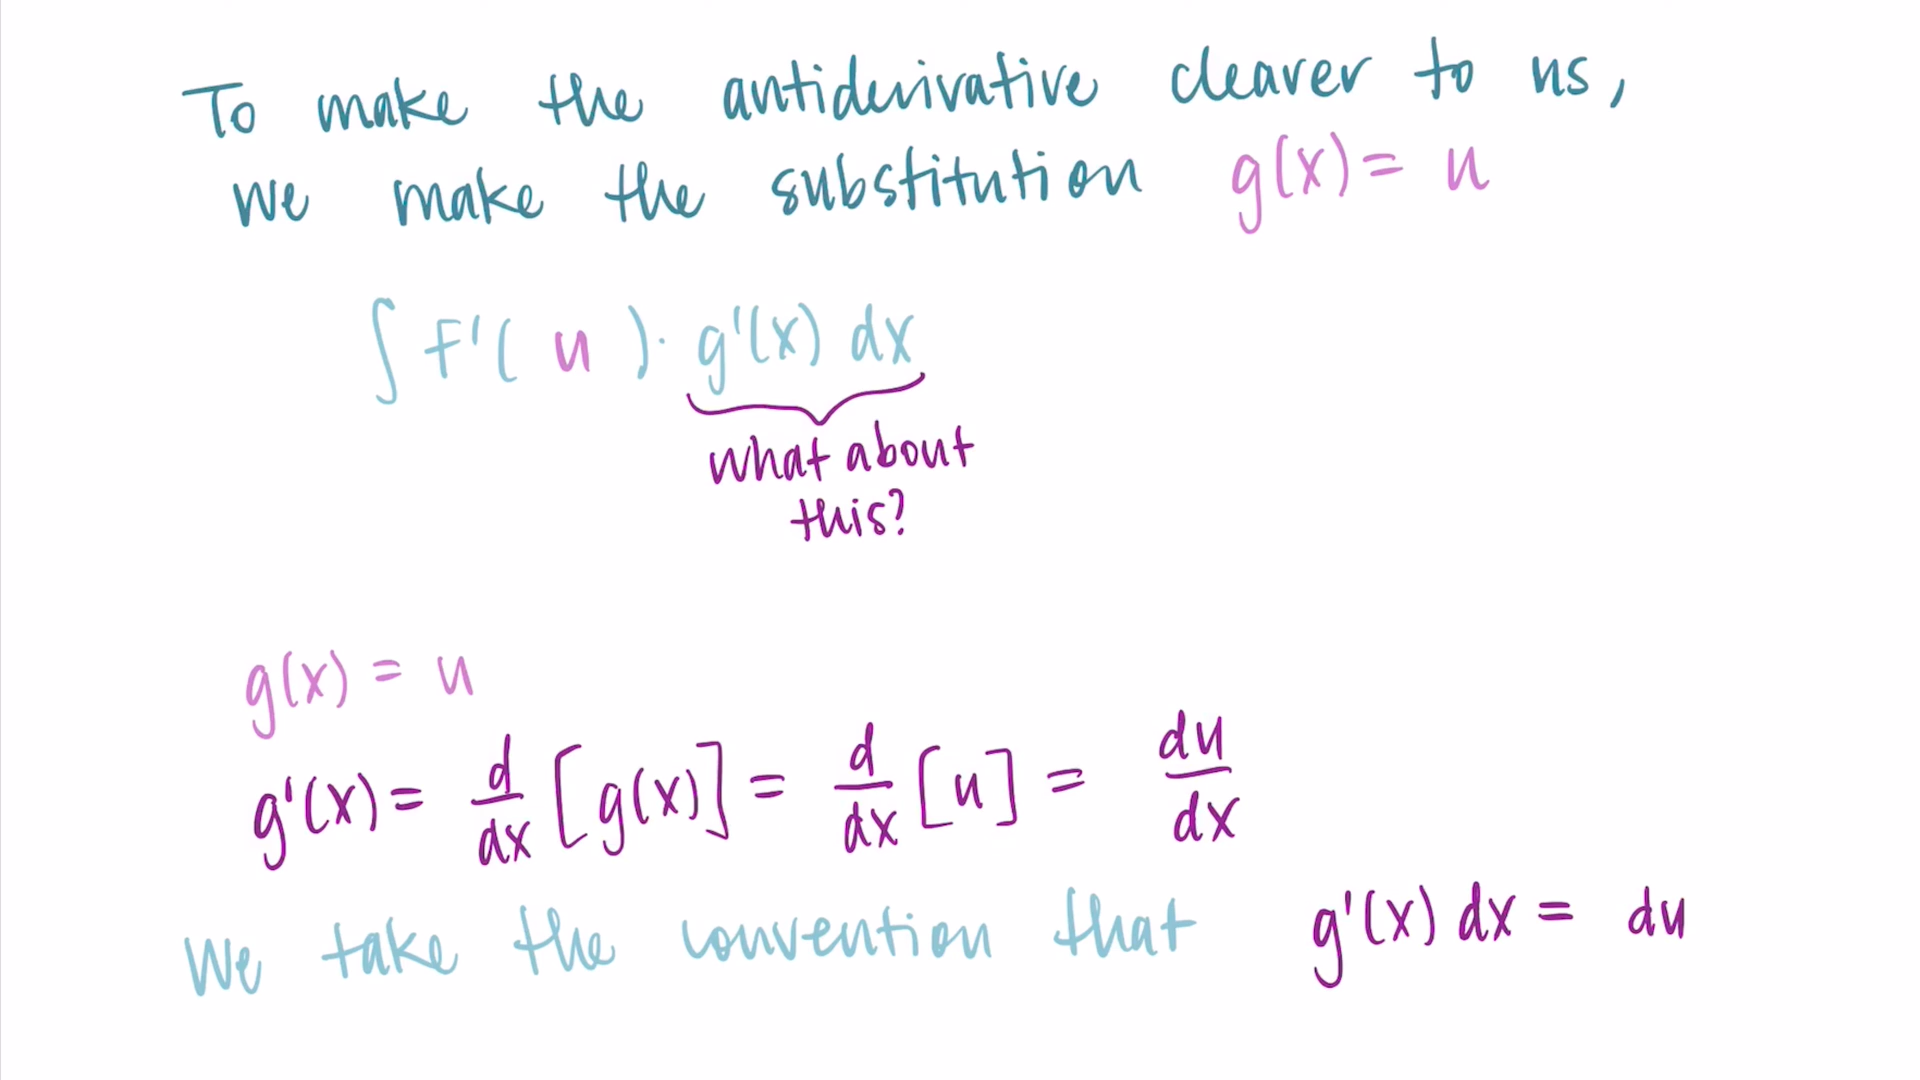 To make the antiderivative clearer to us,
we make the substitution g(x) = u
∫ F'( u ) · g'(x) dx
what about
this?
g(x) = u
g'(x) = d/dx [g(x)] = d/dx [u] = du/dx
We take the convention that g'(x) dx = du